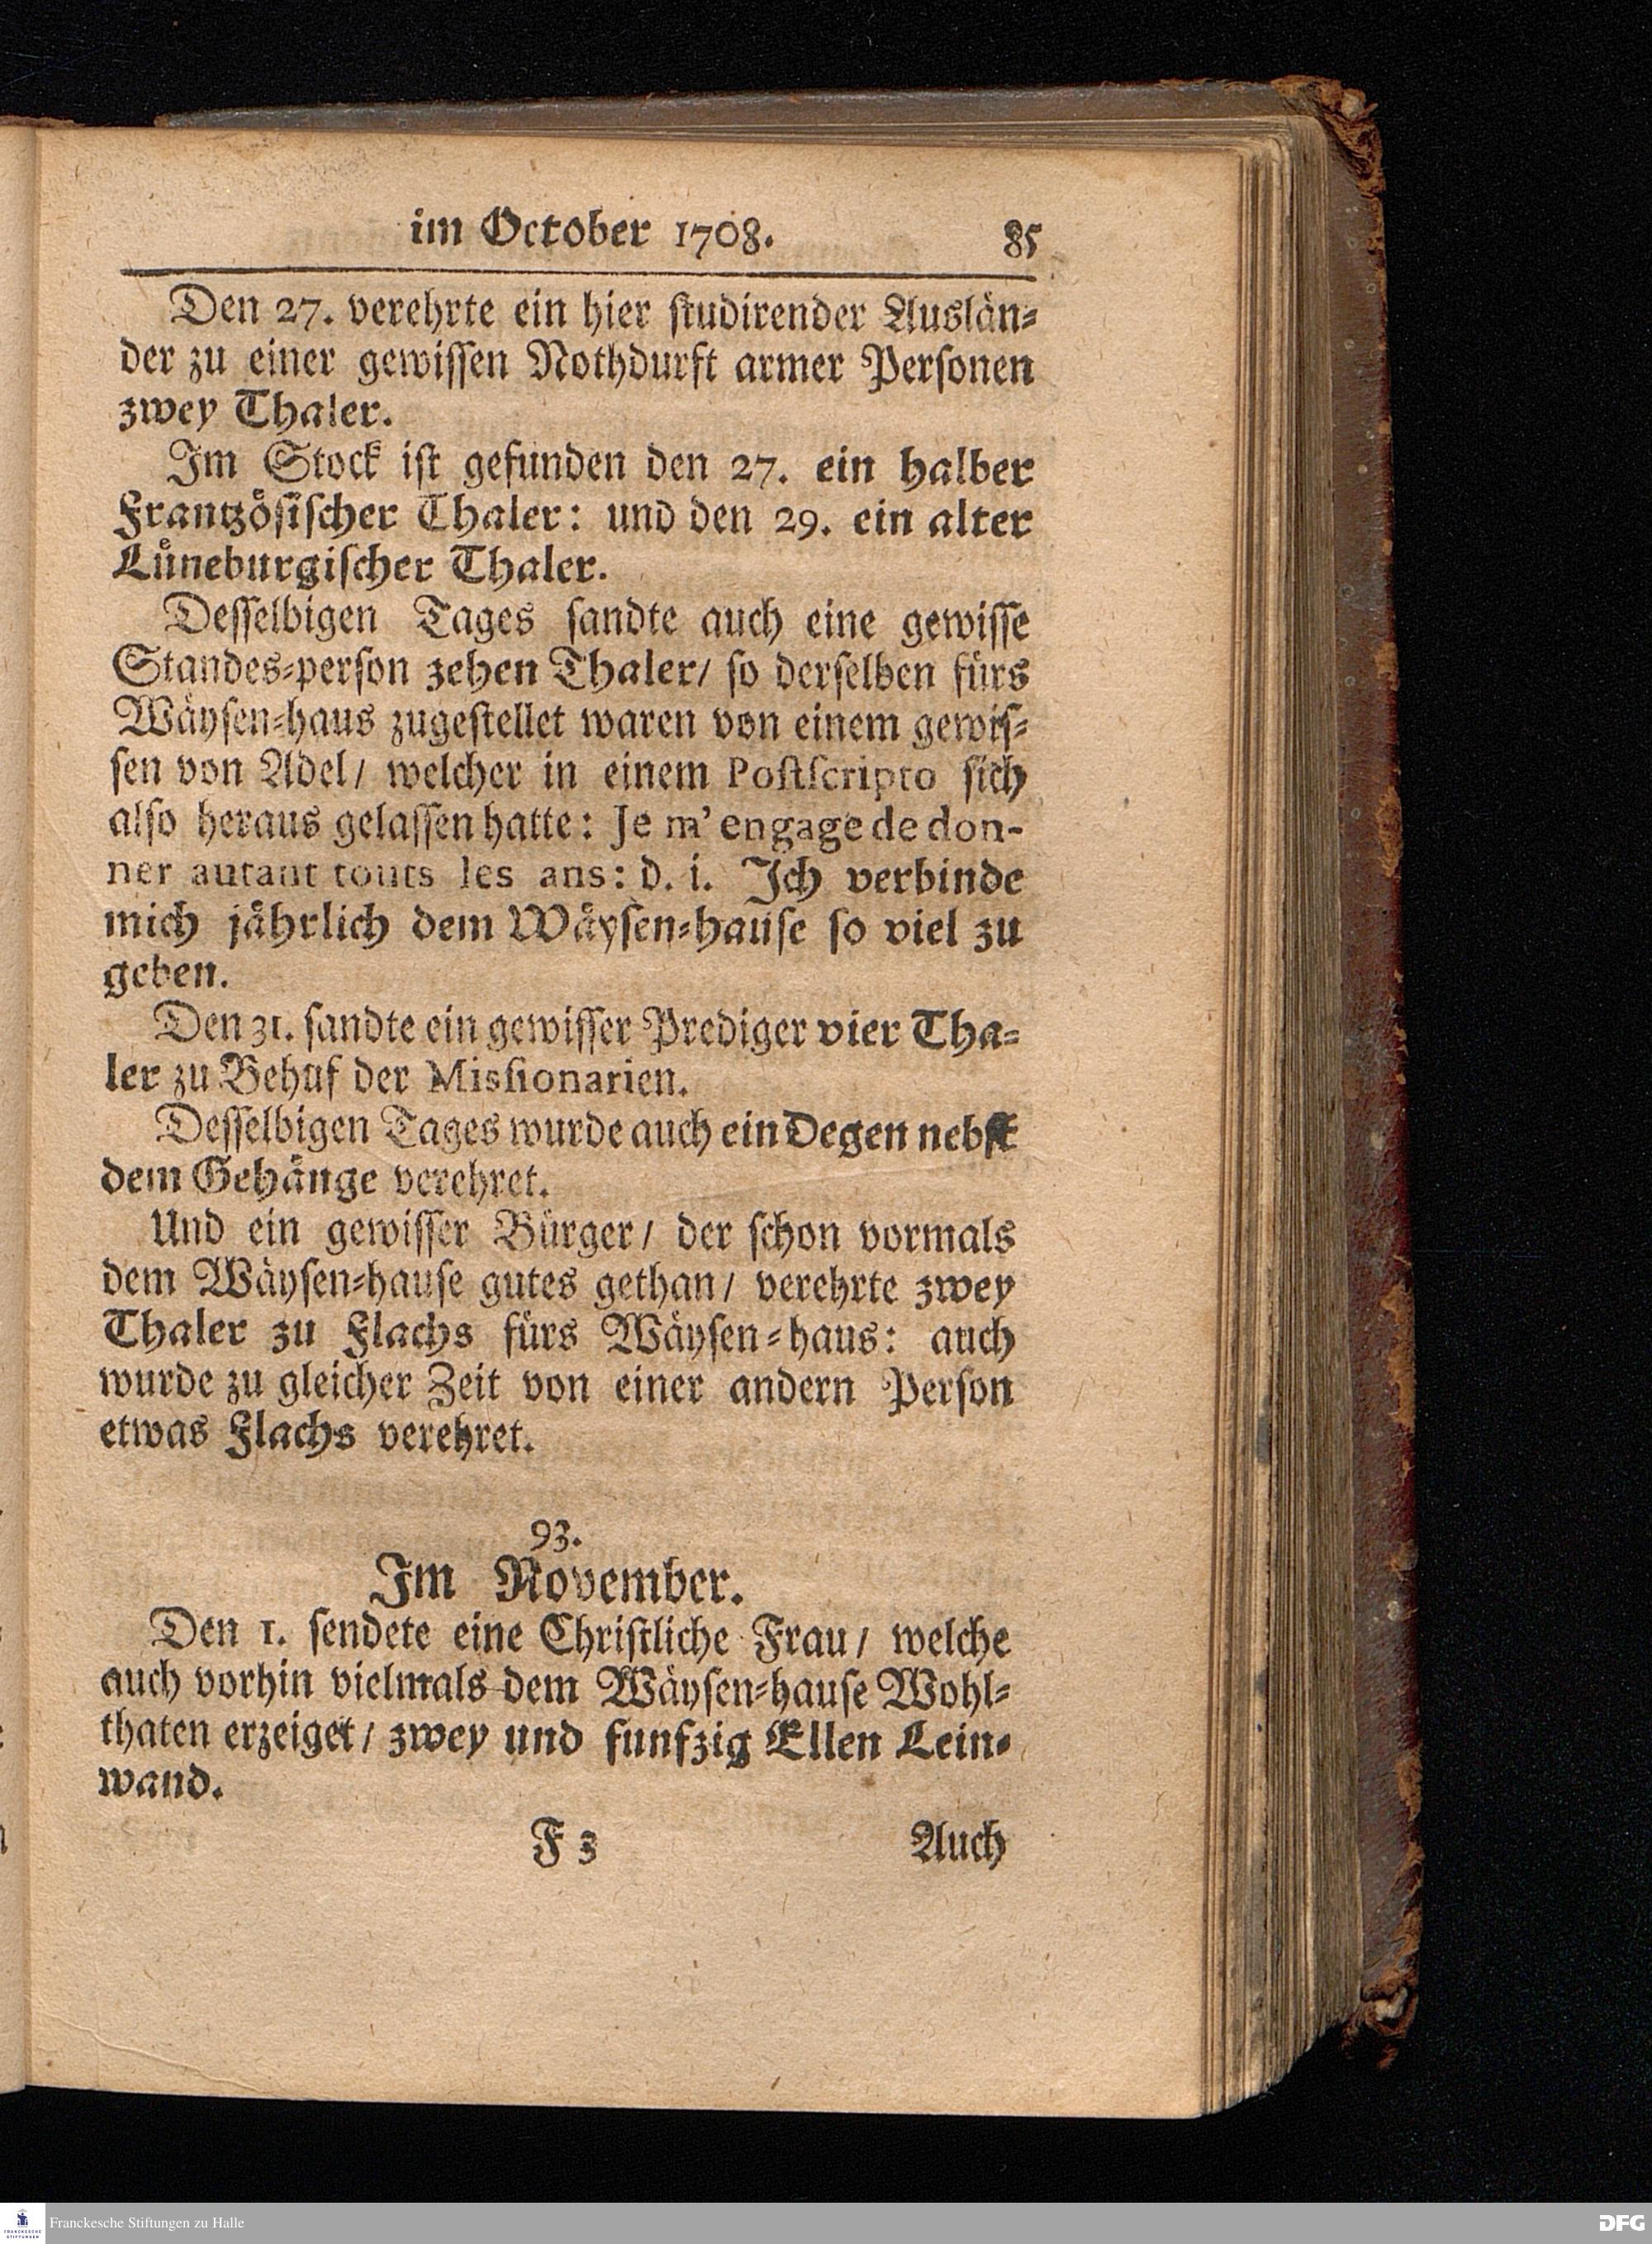 im October 1708. 85
Den 27. verehrte ein hier ſtudirender Auslän-
der zu einer gewiſſen Nothdurft armer Perſonen
zwey Thaler.
Im Stock iſt gefunden den 27. ein halber
Frantzöſiſcher Thaler: und den 29. ein alter
Lüneburgiſcher Thaler.
Deſſelbigen Tages ſandte auch eine gewiſſe
Standes-perſon zehen Thaler/ ſo derſelben fürs
Wäyſen-haus zugeſtellet waren von einem gewiſ-
ſen von Adel/ welcher in einem Poſtſcripto ſich
alſo heraus gelaſſen hatte: Je m' engage de don-
ner autant touts les ans: d. i. Ich verbinde
mich jährlich dem Wäyſen-hauſe ſo viel zu
geben.
Den 31. ſandte ein gewiſſer Prediger vier Tha-
ler zu Behuf der Misſionarien.
Deſſelbigen Tages wurde auch ein Degen nebſt
dem Gehänge verehret.
Und ein gewiſſer Bürger/ der ſchon vormals
dem Wäyſen-hauſe gutes gethan/ verehrte zwey
Thaler zu Flachs fürs Wäyſen-haus: auch
wurde zu gleicher Zeit von einer andern Perſon
etwas Flachs verehret.
93.
Im November.
Den 1. ſendete eine Chriſtliche Frau/ welche
auch vorhin vielmals dem Wäyſen-hauſe Wohl-
thaten erzeiget/ zwey und funfzig Ellen Lein-
wand.
F 3 Auch
Franckesche Stiftungen zu Halle
DFG